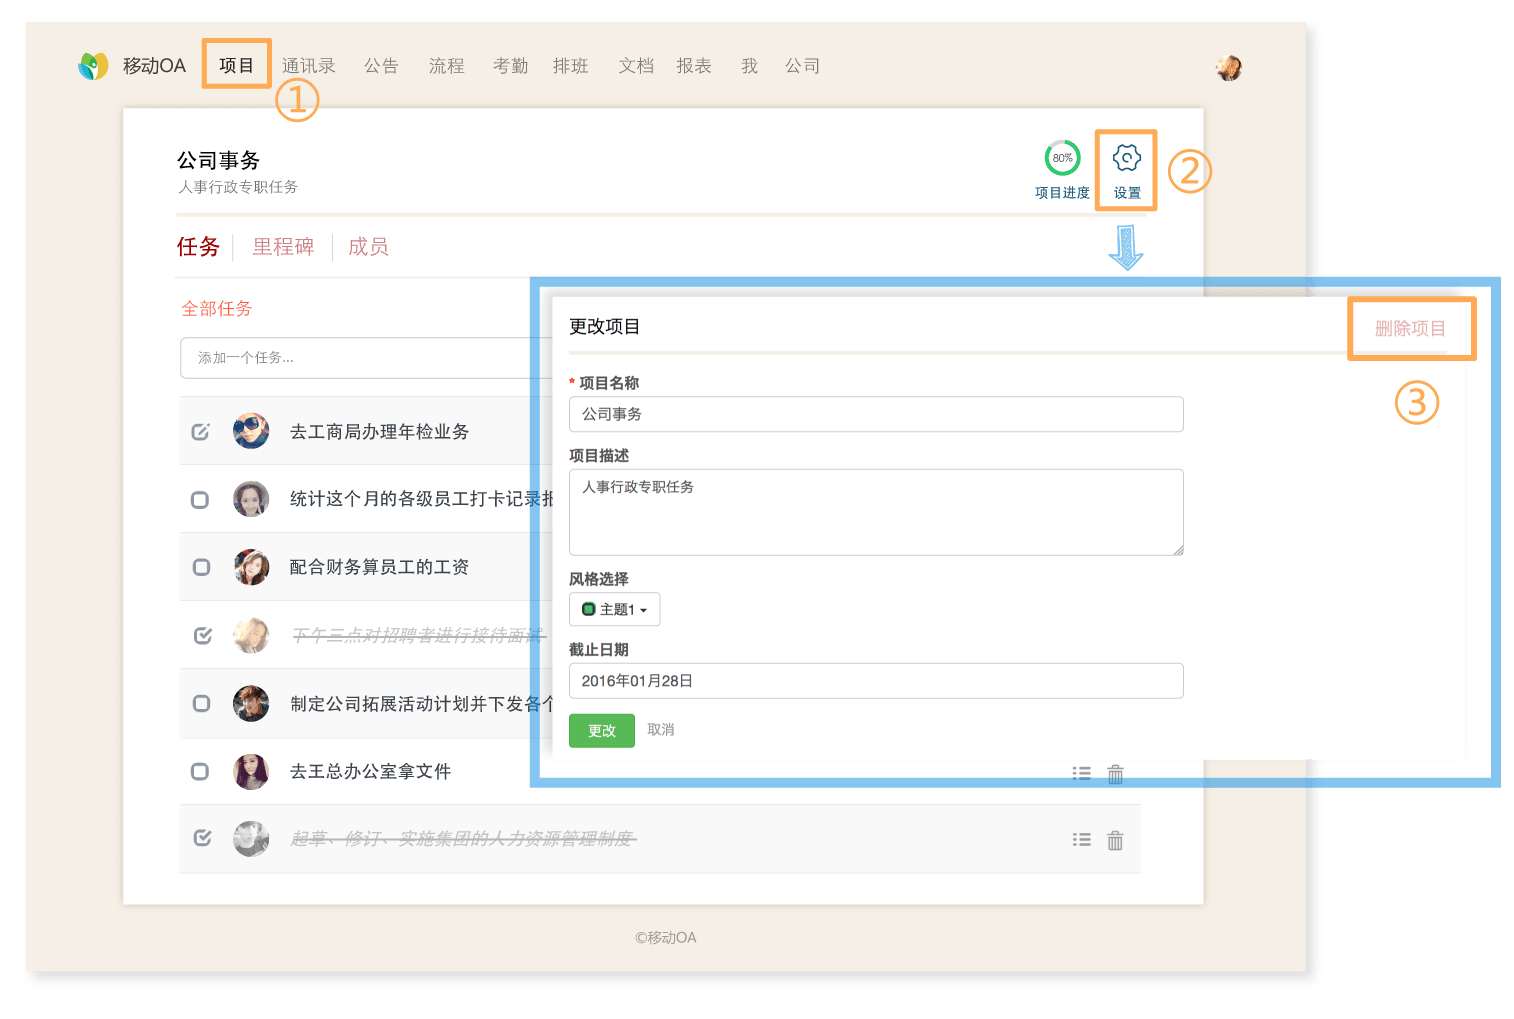 移动OA 项目 通讯录 公告 流程 考勤 排班 文档 报表 我 公司
①
公司事务
人事行政专职任务
80%
项目进度
设置
②
任务 里程碑 成员
全部任务
添加一个任务...
去工商局办理年检业务
统计这个月的各级员工打卡记录报
配合财务算员工的工资
下午三点对招聘者进行接待面试
制定公司拓展活动计划并下发各个
去王总办公室拿文件
起草、修订、实施集团的人力资源管理制度
更改项目
删除项目
③
* 项目名称
公司事务
项目描述
人事行政专职任务
风格选择
主题1
截止日期
2016年01月28日
更改 取消
©移动OA